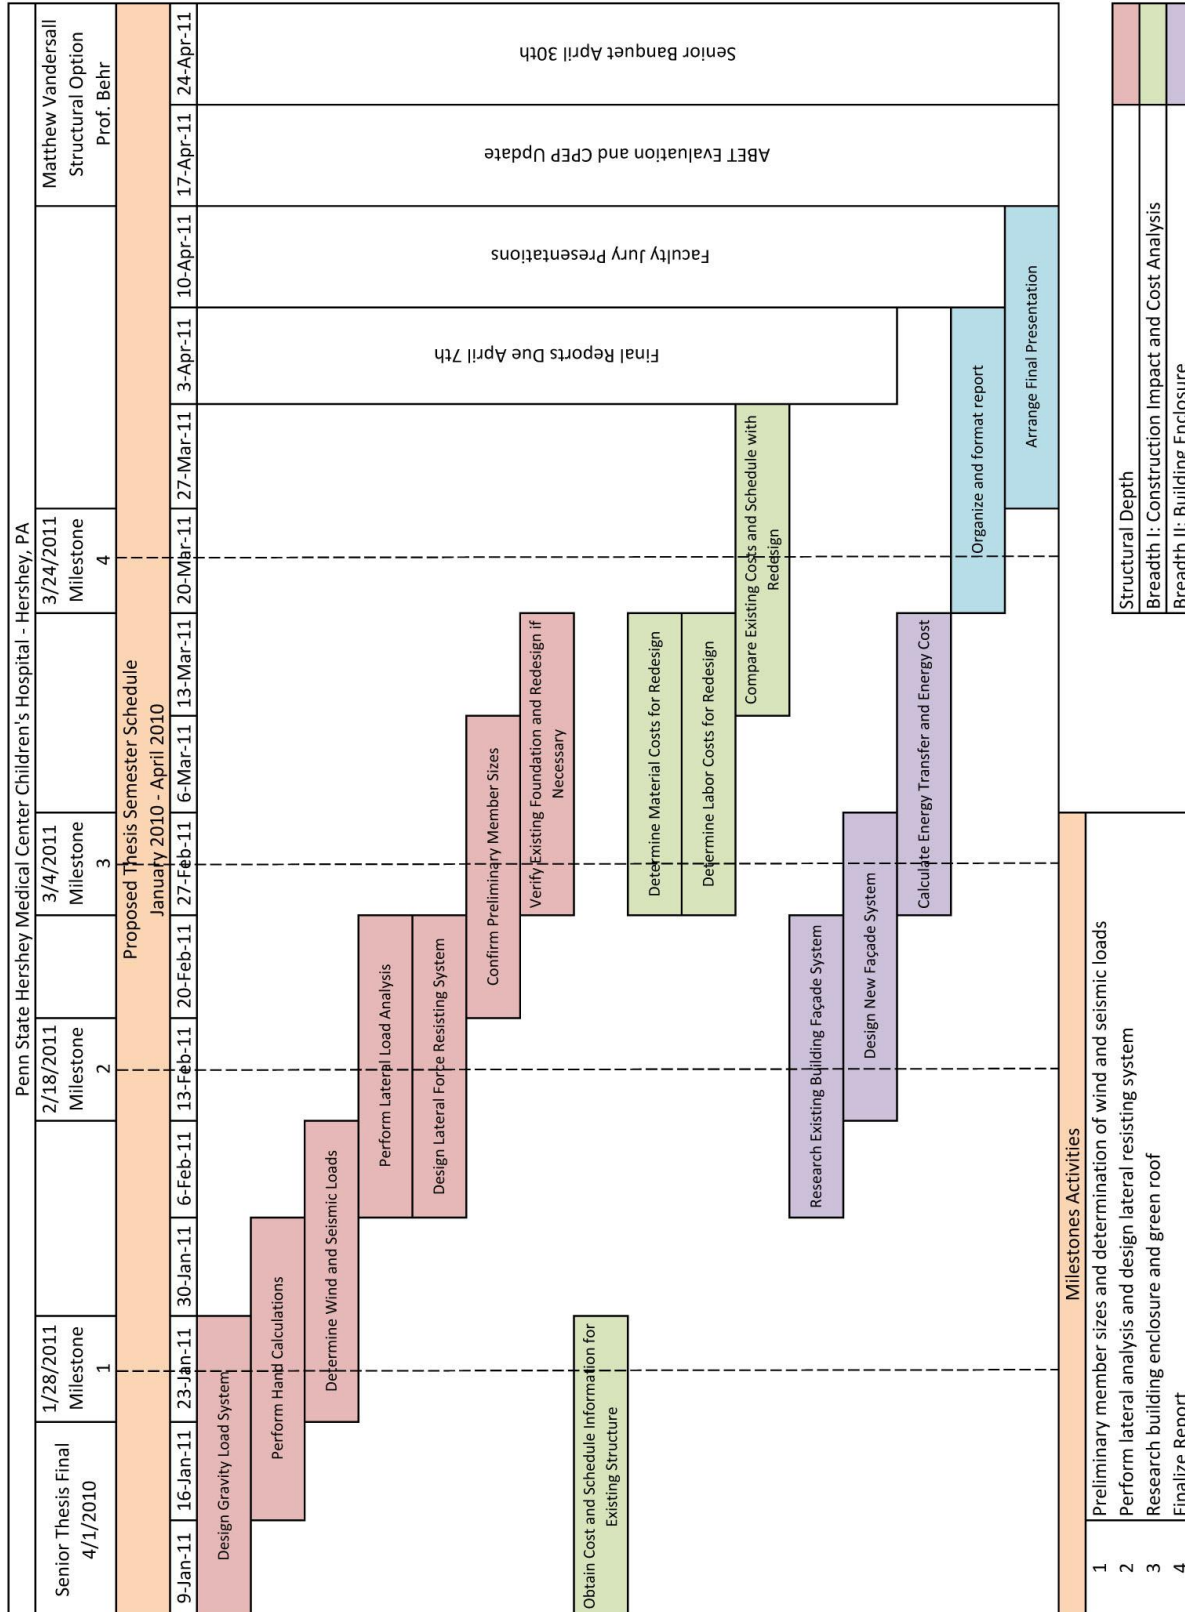 Penn State Hershey Medical Center Children's Hospital - Hershey, PA
Senior Thesis Final
4/1/2010
1/28/2011
Milestone
1
2/18/2011
Milestone
2
3/4/2011
Milestone
3
3/24/2011
Milestone
4
Matthew Vandersall
Structural Option
Prof. Behr
Proposed Thesis Semester Schedule
January 2010 - April 2010
9-Jan-11
16-Jan-11
23-Jan-11
30-Jan-11
6-Feb-11
13-Feb-11
20-Feb-11
27-Feb-11
6-Mar-11
13-Mar-11
20-Mar-11
27-Mar-11
3-Apr-11
10-Apr-11
17-Apr-11
24-Apr-11
Design Gravity Load System
Perform Hand Calculations
Determine Wind and Seismic Loads
Perform Lateral Load Analysis
Design Lateral Force Resisting System
Confirm Preliminary Member Sizes
Verify Existing Foundation and Redesign if
Necessary
Obtain Cost and Schedule Information for
Existing Structure
Determine Material Costs for Redesign
Determine Labor Costs for Redesign
Compare Existing Costs and Schedule with
Redesign
Research Existing Building Façade System
Design New Façade System
Calculate Energy Transfer and Energy Cost
Organize and format report
Arrange Final Presentation
Final Reports Due April 7th
Faculty Jury Presentations
ABET Evaluation and CPEP Update
Senior Banquet April 30th
Milestones Activities
1 Preliminary member sizes and determination of wind and seismic loads
2 Perform lateral analysis and design lateral resisting system
3 Research building enclosure and green roof
4 Finalize Report
Structural Depth
Breadth I: Construction Impact and Cost Analysis
Breadth II: Building Enclosure